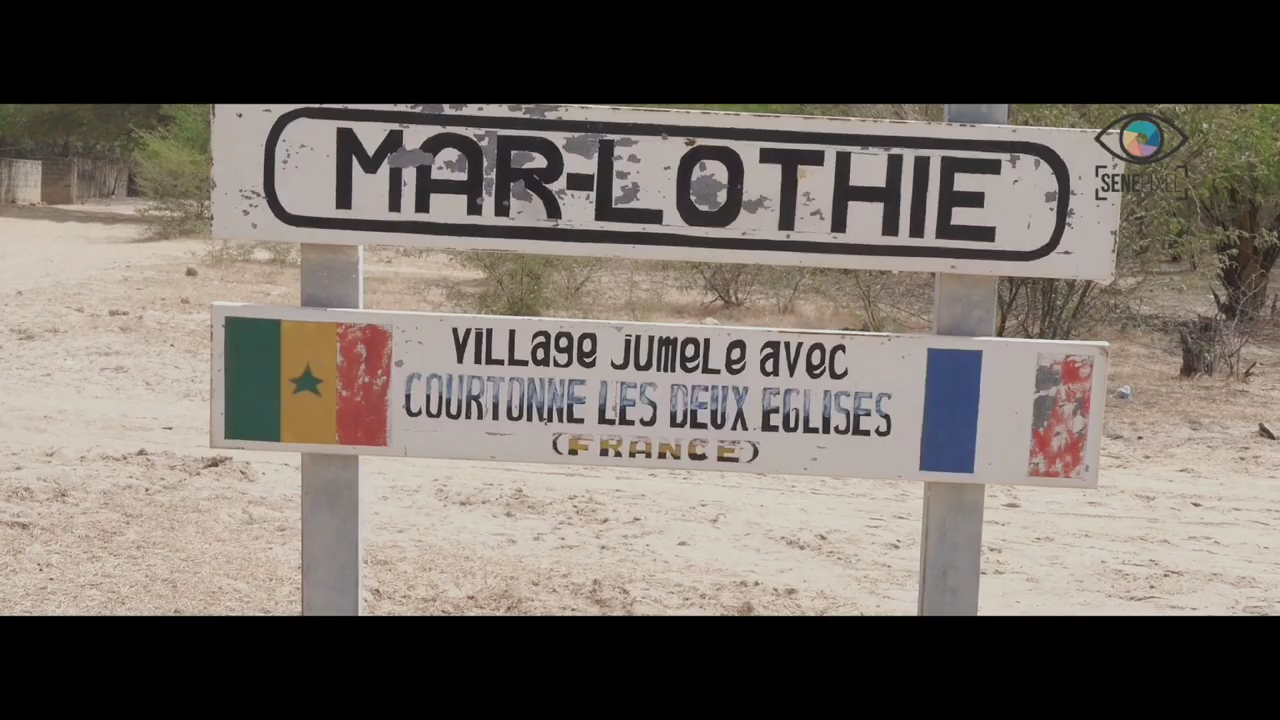 MAR-LOTHIE
SENEPIXEL
VILLage jUMeLe avec
COURTONNE LES DEUX EGLISES
(FRANCE)